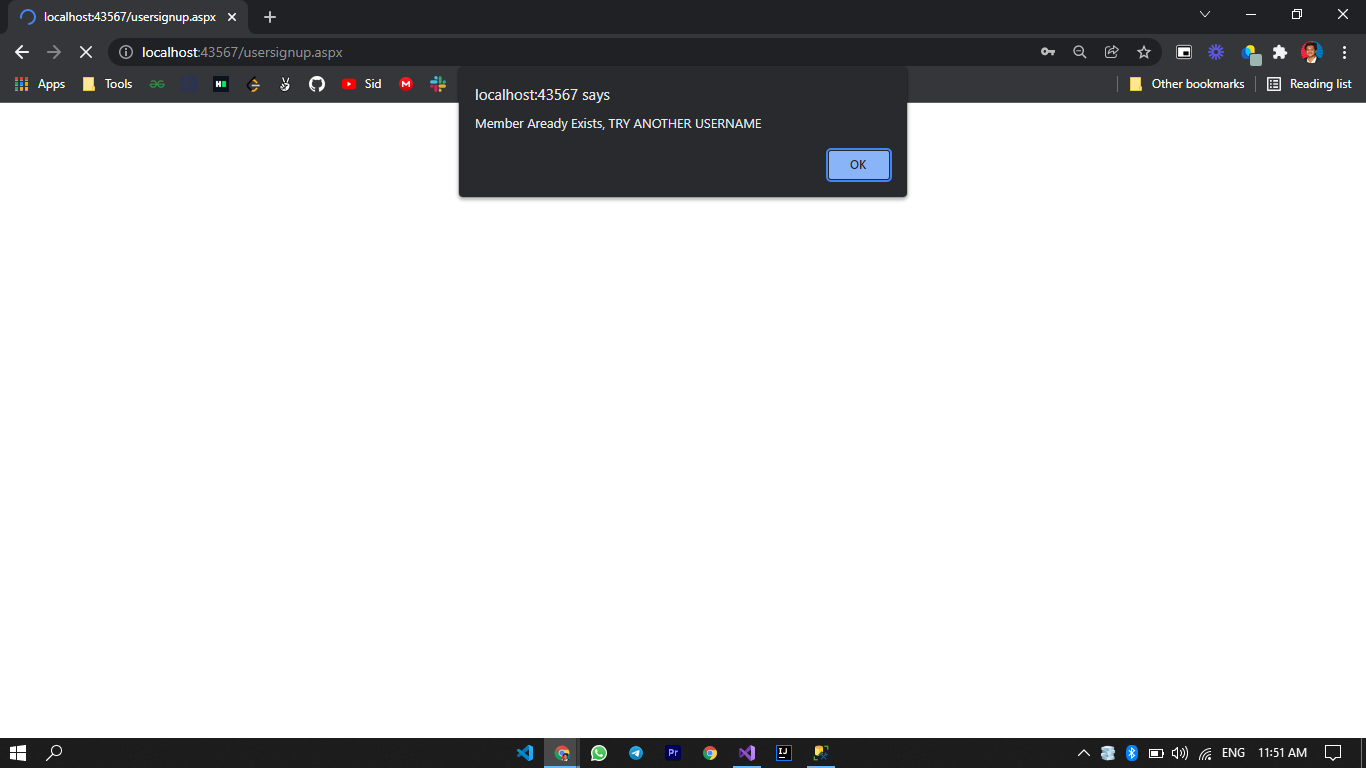 localhost:43567/usersignup.aspx
localhost:43567/usersignup.aspx
Apps
Tools
Sid
Other bookmarks
Reading list
localhost:43567 says
Member Aready Exists, TRY ANOTHER USERNAME
OK
Pr
IJ
ENG
11:51 AM